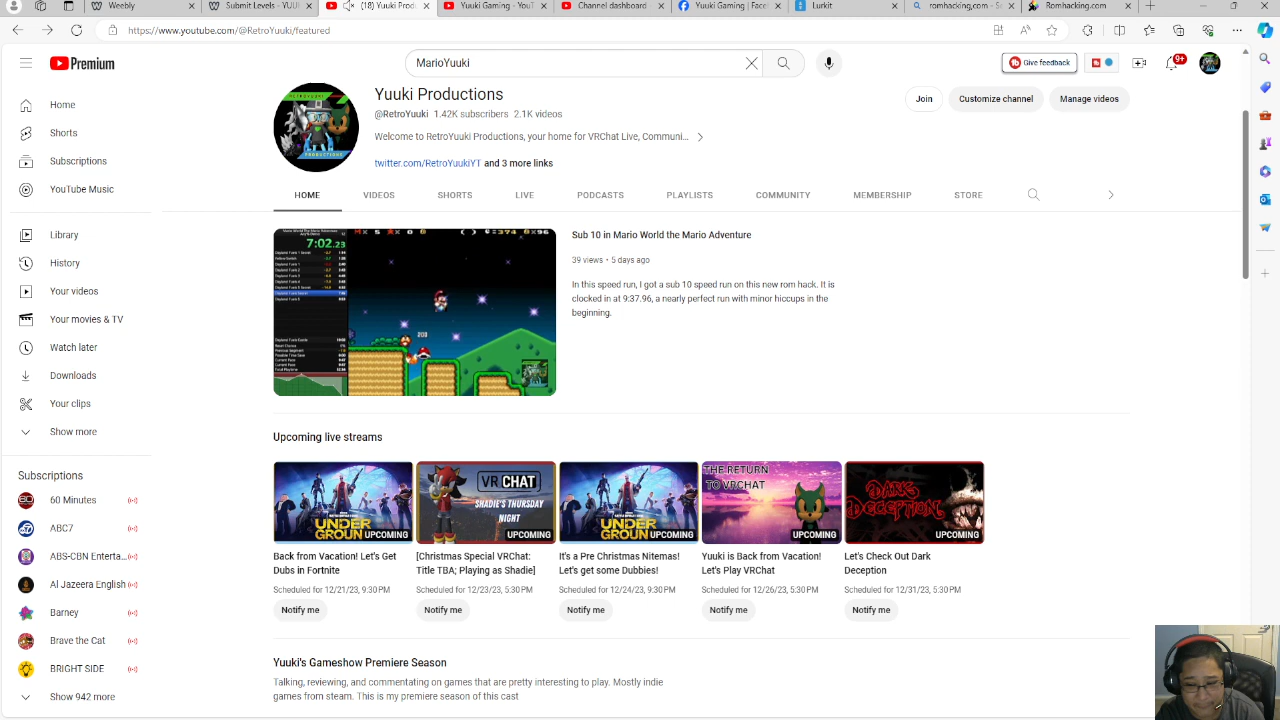 Weekly
Submit Levels - Yuuk
Yuuki Gaming - YouT
Channel dashboard
Yuuki Gaming | Face
Lurkit
romhacking.com - Se
Romhacking.net - R
https://www.youtube.com/@RetroYuuki/featured
Premium
MarioYuuki
Give feedback
9+
Yuuki Productions
@RetroYuuki 1.42K subscribers 2.1K videos
Join
Customize channel
Manage videos
Welcome to RetroYuuki Productions, your home for VRChat Live, Communi...
twitter.com/RetroYuukiYT and 3 more links
HOME
VIDEOS
SHORTS
LIVE
PODCASTS
PLAYLISTS
COMMUNITY
MEMBERSHIP
STORE
Home
Shorts
Subscriptions
YouTube Music
Library
History
Your videos
Your movies & TV
Watch later
Downloads
Your clips
Show more
Subscriptions
60 Minutes
ABC7
ABS-CBN Enterta...
Al Jazeera English
Barney
Brave the Cat
BRIGHT SIDE
Show 942 more
7:02.23
Sub 10 in Mario World the Mario Adventure
39 views • 5 days ago
In this speed run, I get a sub 10 speed run on this new rom hack. It is
clocked in at 9:37.96, a nearly perfect run with minor hiccups in the
beginning.
Upcoming live streams
UNDER
GROUN
UPCOMING
Back from Vacation! Let's Get
Dubs in Fortnite
Scheduled for 12/21/23, 9:30 PM
Notify me
VR CHAT
SHADIE'S THURSDAY
NIGHT
UPCOMING
[Christmas Special VRChat:
Title TBA; Playing as Shadie]
Scheduled for 12/23/23, 5:30 PM
Notify me
UNDER
GROUN
UPCOMING
It's a Pre Christmas Nitemas!
Let's get some Dubbies!
Scheduled for 12/24/23, 9:30 PM
Notify me
THE RETURN
TO VRCHAT
UPCOMING
Yuuki is Back from Vacation!
Let's Play VRChat
Scheduled for 12/26/23, 5:30 PM
Notify me
DARK
DECEPTION
UPCOMING
Let's Check Out Dark
Deception
Scheduled for 12/31/23, 5:30 PM
Notify me
Yuuki's Gameshow Premiere Season
Talking, reviewing, and commentating on games that are pretty interesting to play. Mostly indie
games from steam. This is my premiere season of this cast